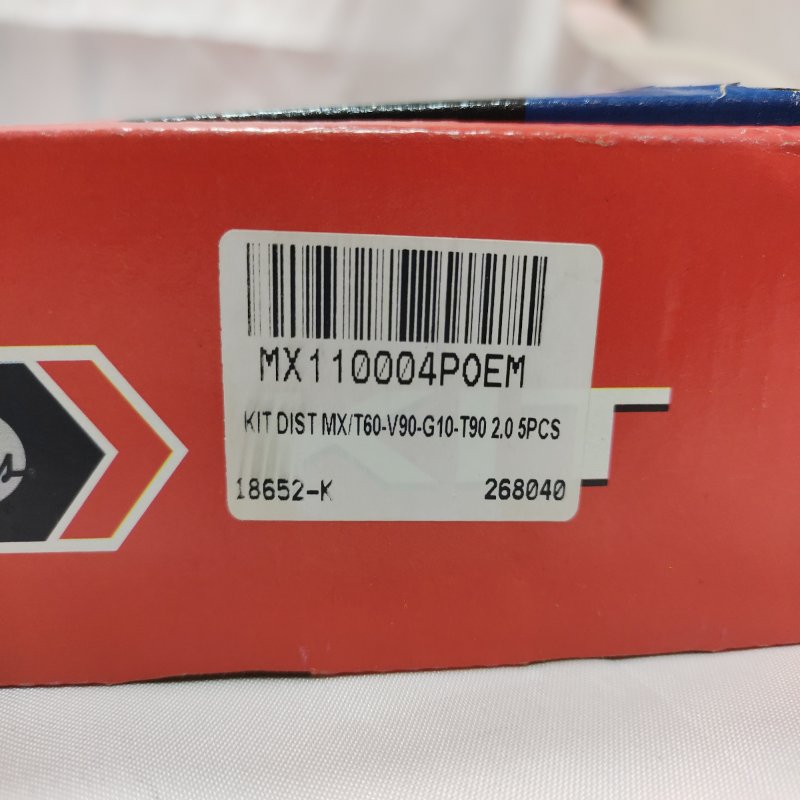 MX110004POEM
KIT DIST MX/T60-V90-G10-T90 2.0 5PCS
18652-K
268040